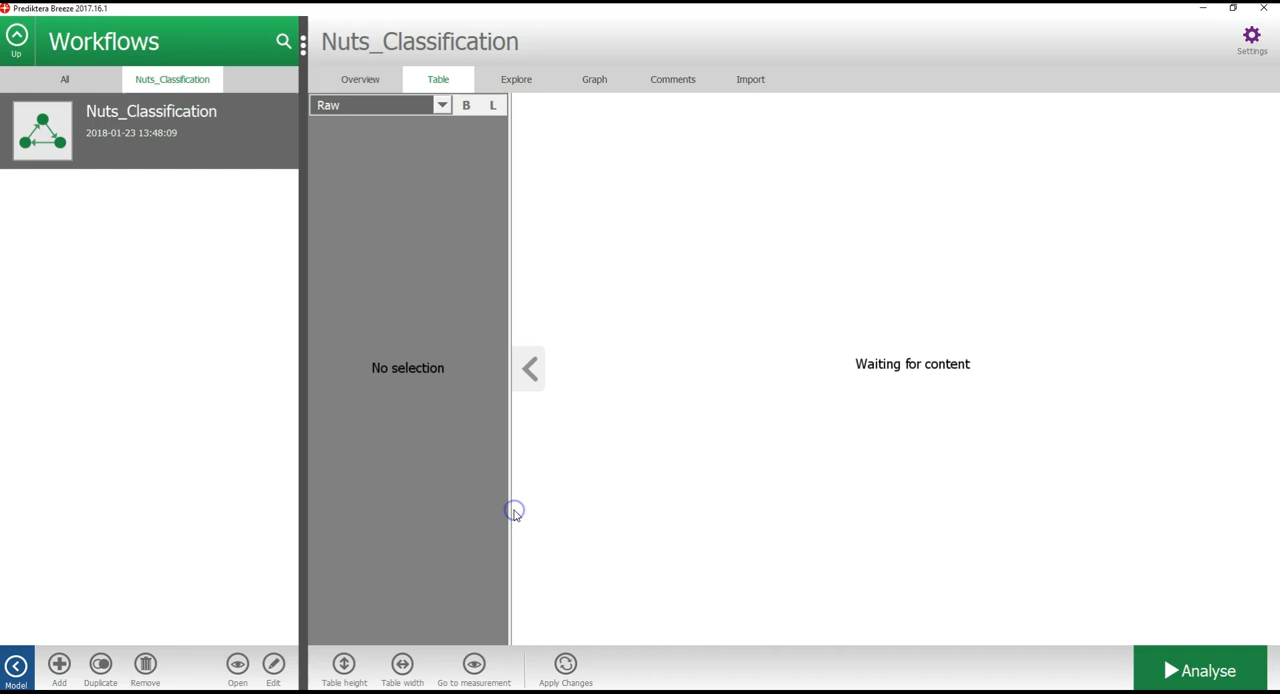 Prediktera Breeze 2017.16.1
Up
Workflows
Nuts_Classification
Settings
All
Nuts_Classification
Overview
Table
Explore
Graph
Comments
Import
Nuts_Classification
2018-01-23 13:48:09
Raw
B
L
No selection
Waiting for content
Model
Add
Duplicate
Remove
Open
Edit
Table height
Table width
Go to measurement
Apply Changes
Analyse